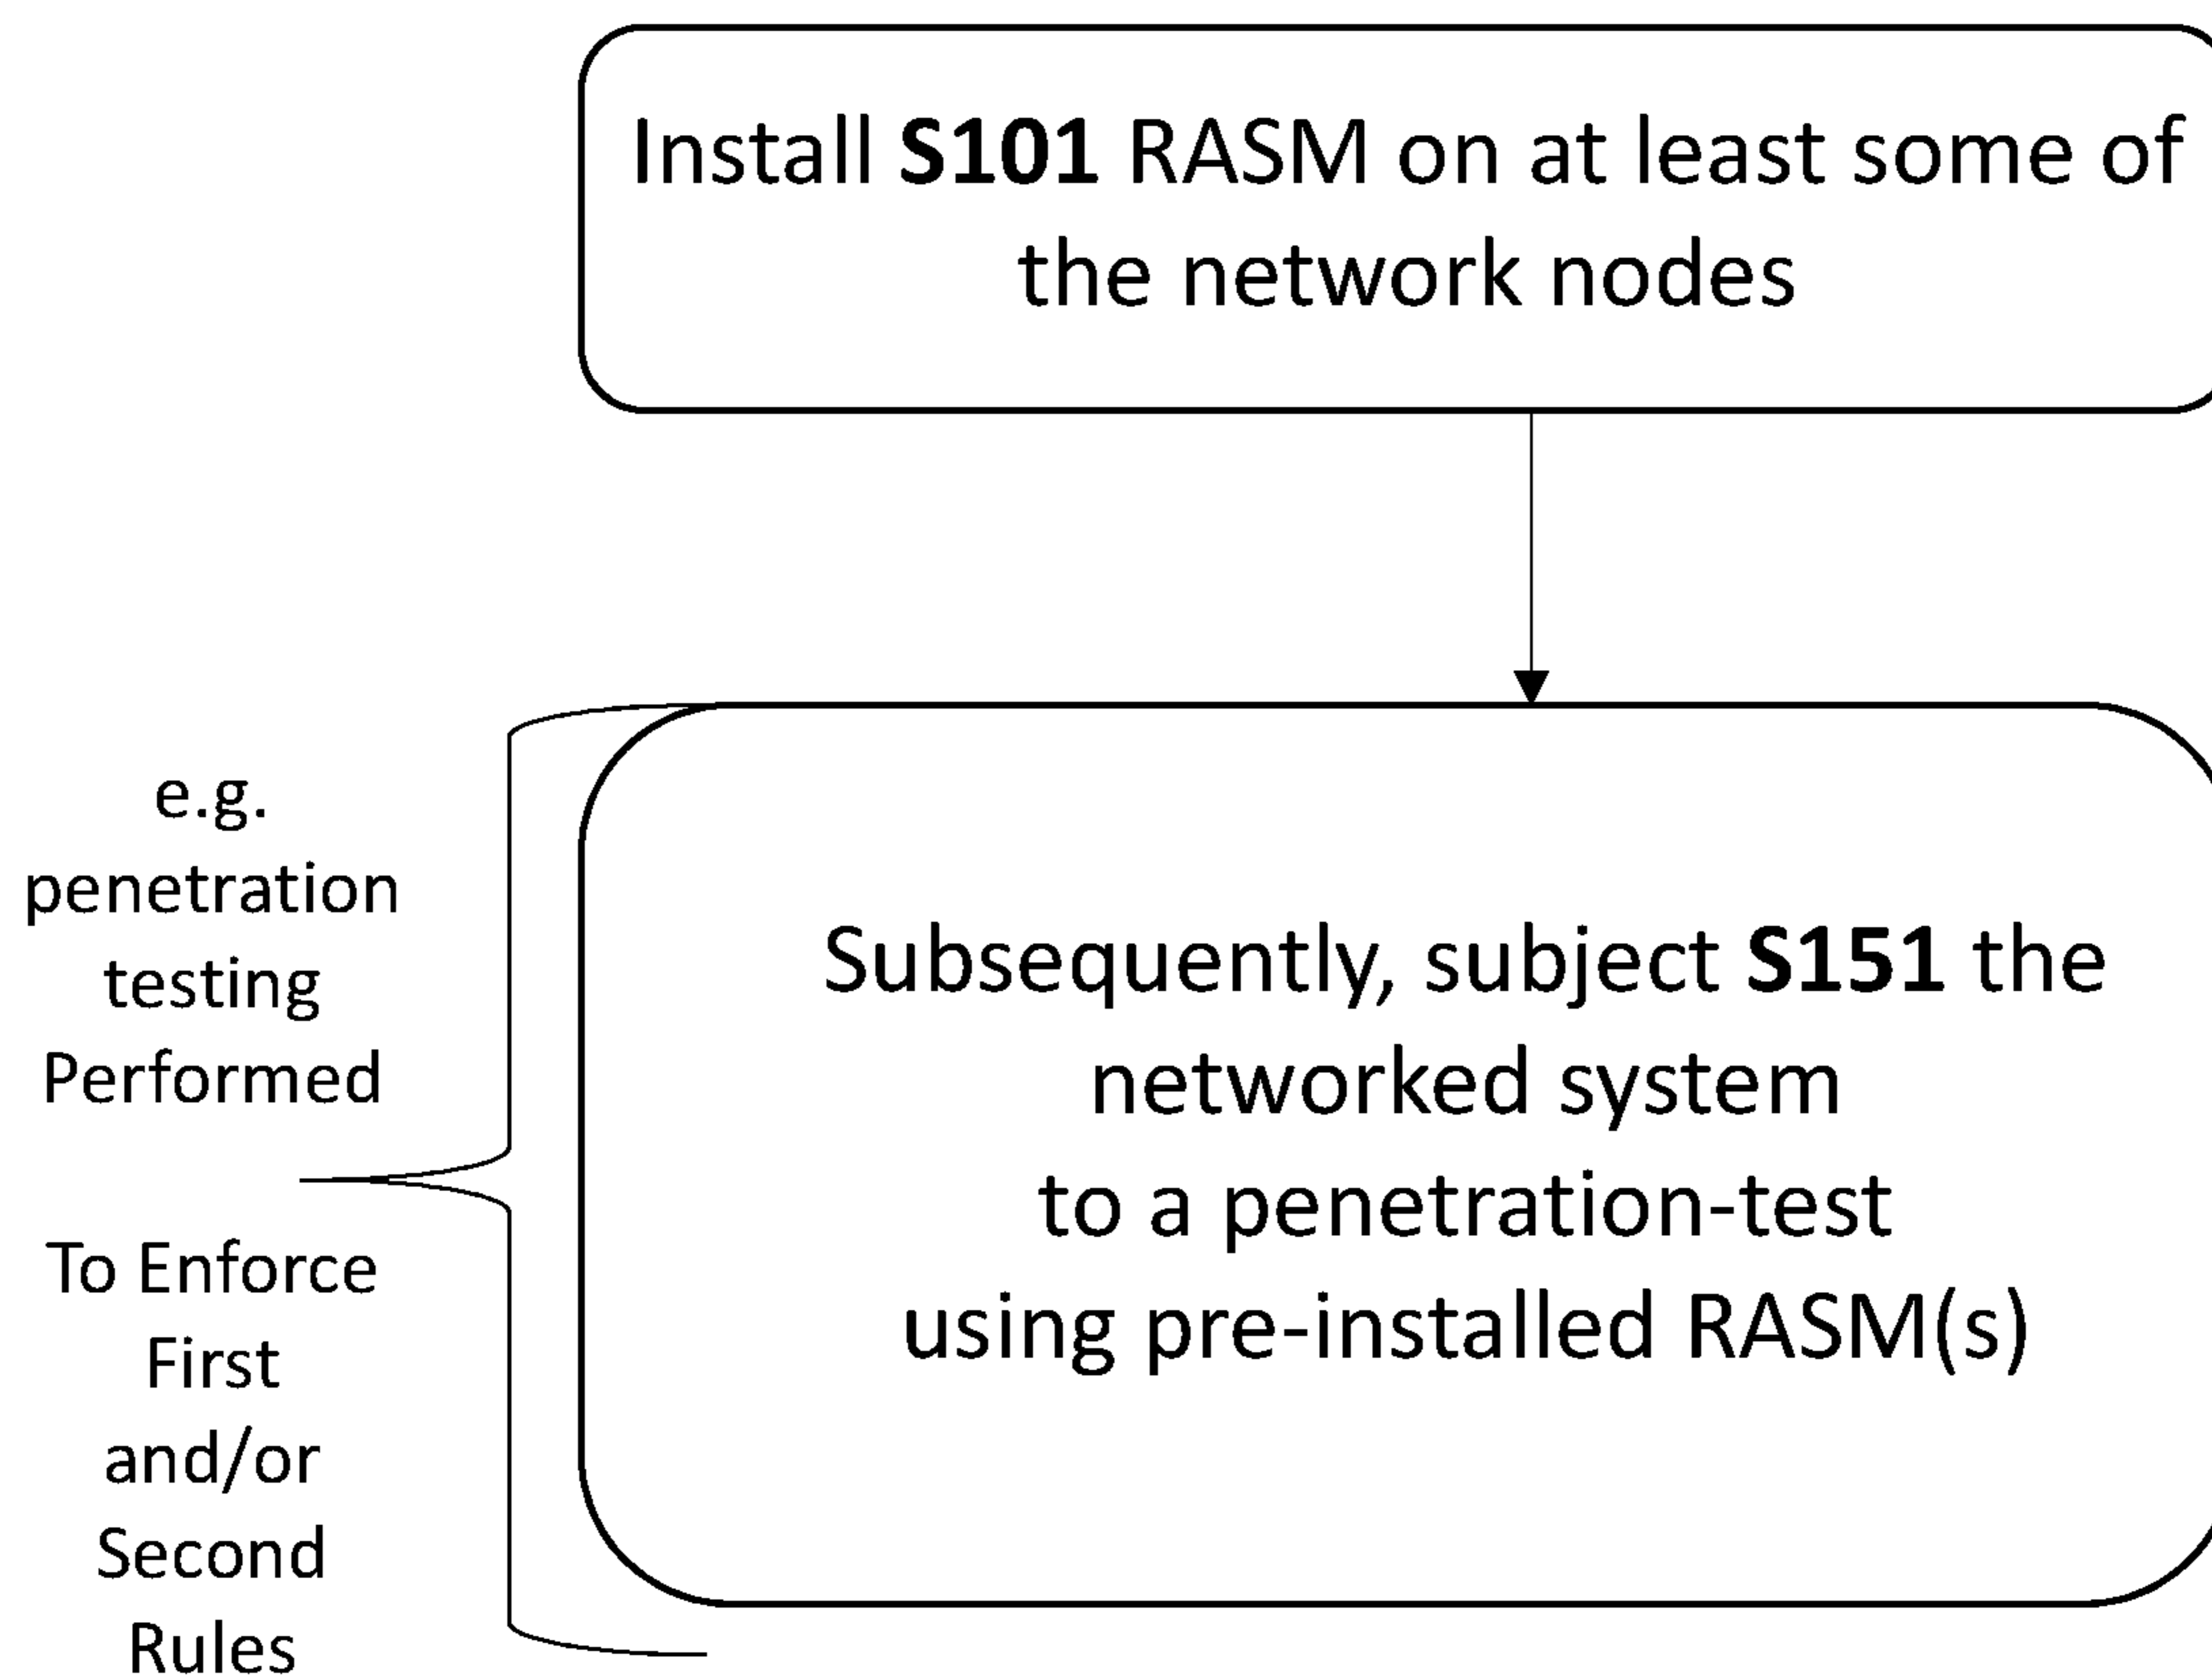 Install S101 RASM on at least some of
the network nodes
e.g.
penetration
testing
Performed
To Enforce
First
and/or
Second
Rules
Subsequently, subject S151 the
networked system
to a penetration-test
using pre-installed RASM(s)